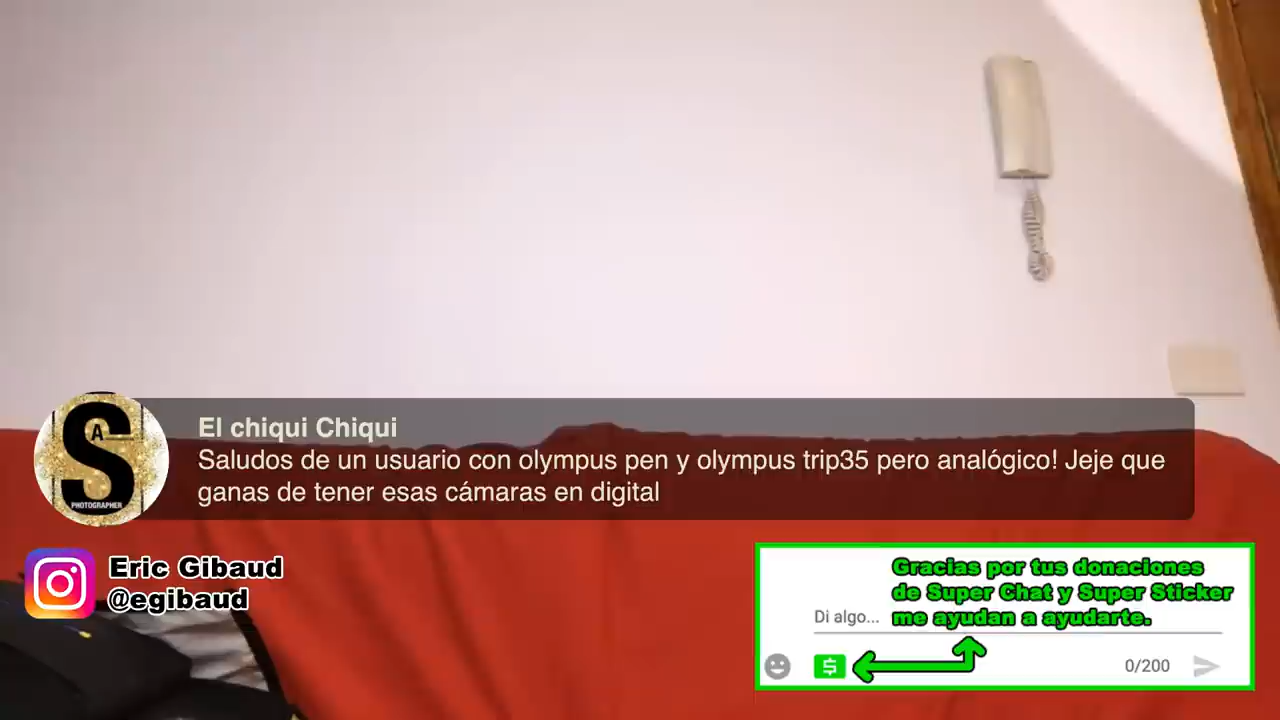 El chiqui Chiqui
Saludos de un usuario con olympus pen y olympus trip35 pero analógico! Jeje que
ganas de tener esas cámaras en digital
A
S
PHOTOGRAPHER
Eric Gibaud
@egibaud
Gracias por tus donaciones
de Super Chat y Super Sticker
Di algo... me ayudan a ayudarte.
$
0/200